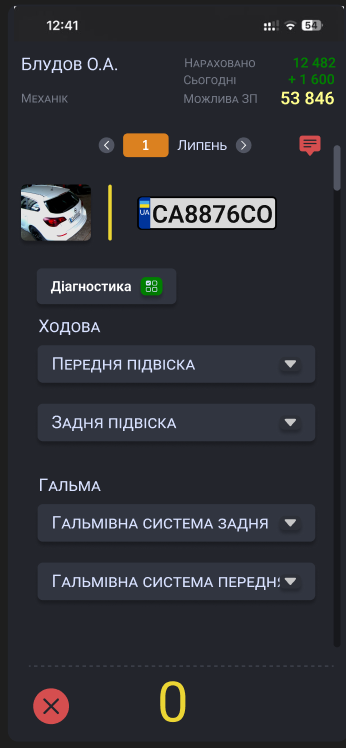 12:41
54
Блудов О.А.
Нараховано 12 482
Сьогодні + 1 600
Механік
Можлива ЗП 53 846
1 Липень
UA CA8876CO
Діагностика
Ходова
Передня підвіска
Задня підвіска
Гальма
Гальмівна система задня
Гальмівна система передн
0